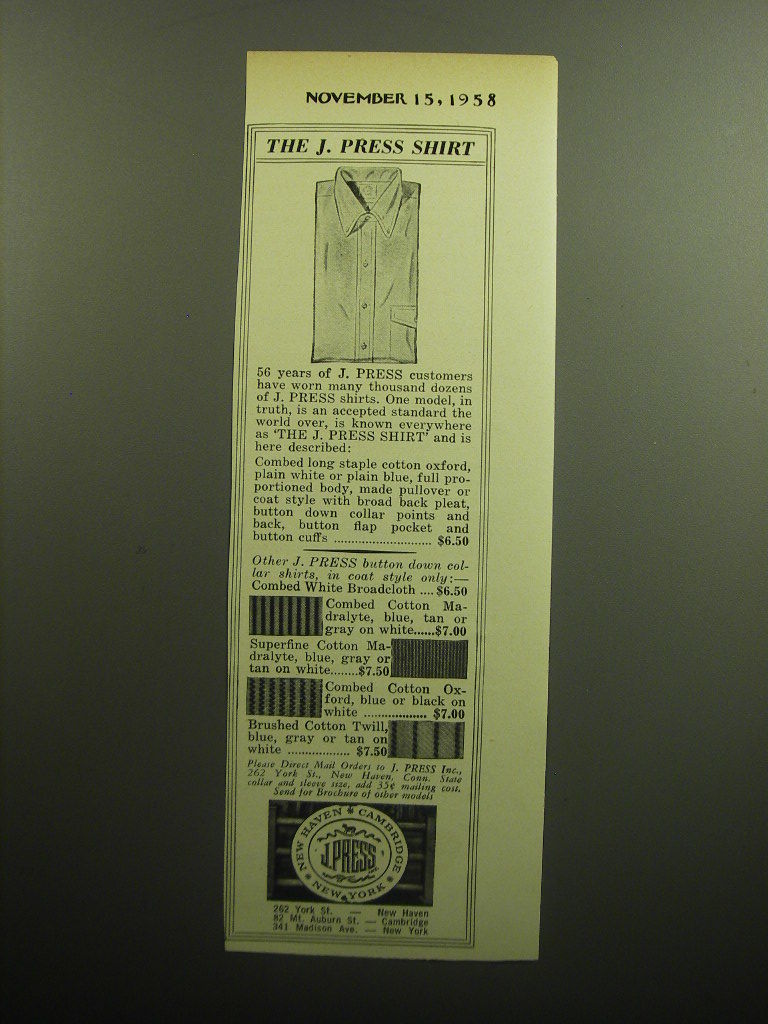 NOVEMBER 15, 1958
THE J. PRESS SHIRT
56 years of J. PRESS customers
have worn many thousand dozens
of J. PRESS shirts. One model, in
truth, is an accepted standard the
world over, is known everywhere
as 'THE J. PRESS SHIRT' and is
here described:
Combed long staple cotton oxford,
plain white or plain blue, full pro-
portioned body, made pullover or
coat style with broad back pleat,
button down collar points and
back, button flap pocket and
button cuffs ............................ $6.50
Other J. PRESS button down col-
lar shirts, in coat style only:—
Combed White Broadcloth .... $6.50
Combed Cotton Ma-
dralyte, blue, tan or
gray on white......$7.00
Superfine Cotton Ma-
dralyte, blue, gray or
tan on white........$7.50
Combed Cotton Ox-
ford, blue or black on
white .................. $7.00
Brushed Cotton Twill,
blue, gray or tan on
white .................. $7.50
Please Direct Mail Orders to J. PRESS Inc.,
262 York St., New Haven, Conn. State
collar and sleeve size, add 35¢ mailing cost.
Send for Brochure of other models
NEW HAVEN * CAMBRIDGE * NEW YORK *
J. PRESS
INC.
262 York St. — New Haven
82 Mt. Auburn St. — Cambridge
341 Madison Ave. — New York